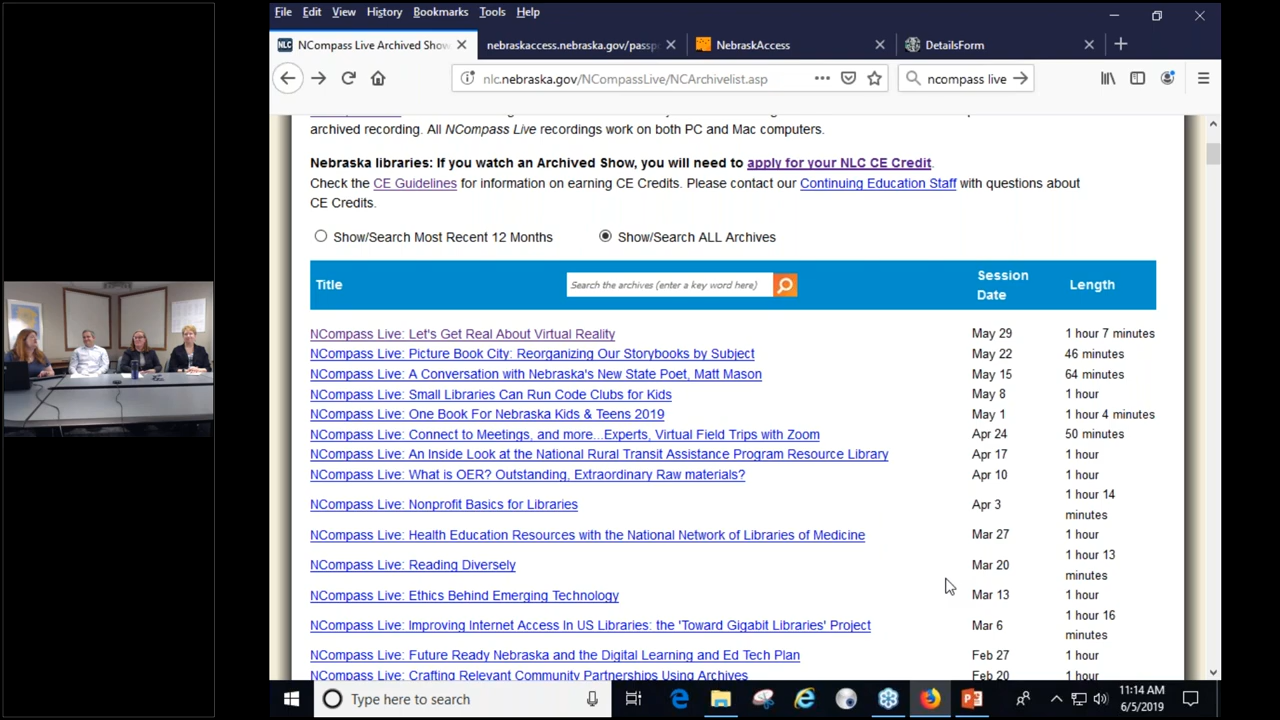 File Edit View History Bookmarks Tools Help
NLC NCompass Live Archived Show
nebraskaccess.nebraska.gov/passp
NebraskAccess
DetailsForm
nlc.nebraska.gov/NCompassLive/NCArchivelist.asp
ncompass live
archived recording. All NCompass Live recordings work on both PC and Mac computers.
Nebraska libraries: If you watch an Archived Show, you will need to apply for your NLC CE Credit.
Check the CE Guidelines for information on earning CE Credits. Please contact our Continuing Education Staff with questions about
CE Credits.
Show/Search Most Recent 12 Months Show/Search ALL Archives
Title Search the archives (enter a key word here) Session Date Length
NCompass Live: Let's Get Real About Virtual Reality May 29 1 hour 7 minutes
NCompass Live: Picture Book City: Reorganizing Our Storybooks by Subject May 22 46 minutes
NCompass Live: A Conversation with Nebraska's New State Poet, Matt Mason May 15 64 minutes
NCompass Live: Small Libraries Can Run Code Clubs for Kids May 8 1 hour
NCompass Live: One Book For Nebraska Kids & Teens 2019 May 1 1 hour 4 minutes
NCompass Live: Connect to Meetings, and more...Experts, Virtual Field Trips with Zoom Apr 24 50 minutes
NCompass Live: An Inside Look at the National Rural Transit Assistance Program Resource Library Apr 17 1 hour
NCompass Live: What is OER? Outstanding, Extraordinary Raw materials? Apr 10 1 hour
NCompass Live: Nonprofit Basics for Libraries Apr 3 1 hour 14 minutes
NCompass Live: Health Education Resources with the National Network of Libraries of Medicine Mar 27 1 hour
NCompass Live: Reading Diversely Mar 20 1 hour 13 minutes
NCompass Live: Ethics Behind Emerging Technology Mar 13 1 hour
NCompass Live: Improving Internet Access In US Libraries: the 'Toward Gigabit Libraries' Project Mar 6 1 hour 16 minutes
NCompass Live: Future Ready Nebraska and the Digital Learning and Ed Tech Plan Feb 27 1 hour
NCompass Live: Crafting Relevant Community Partnerships Using Archives Feb 20 1 hour
Type here to search
11:14 AM
6/5/2019